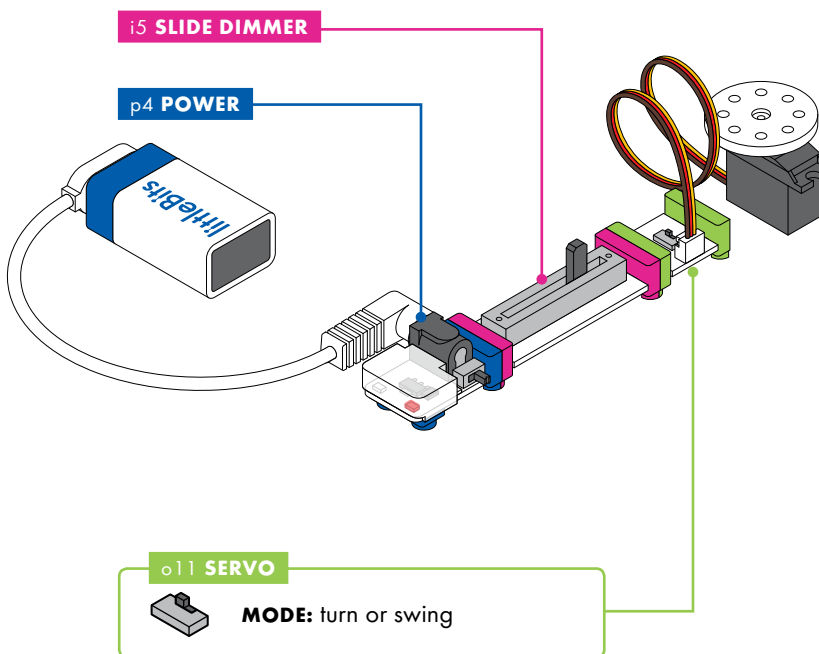 i5 SLIDE DIMMER
p4 POWER
littleBits
o11 SERVO
MODE: turn or swing